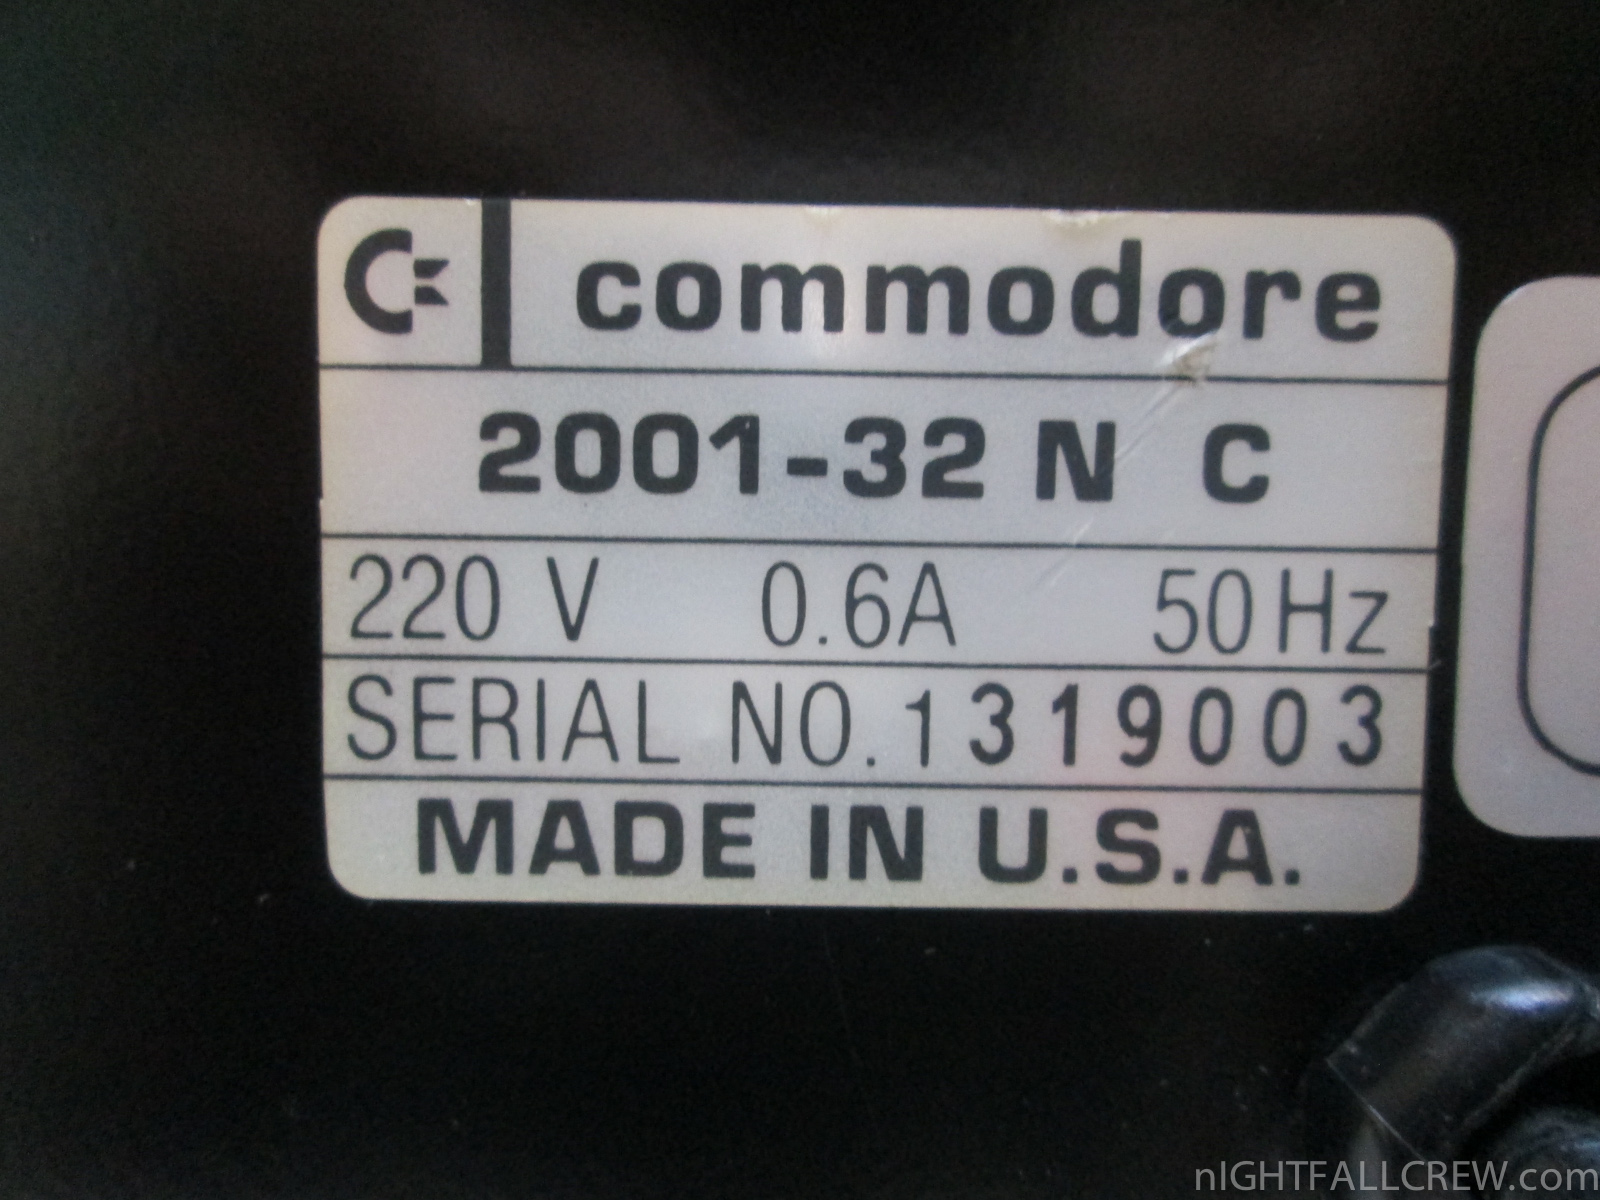 commodore
2001-32 N C
220 V 0.6A 50Hz
SERIAL NO. 1319003
MADE IN U.S.A.
nIGHTFALLCREW.com